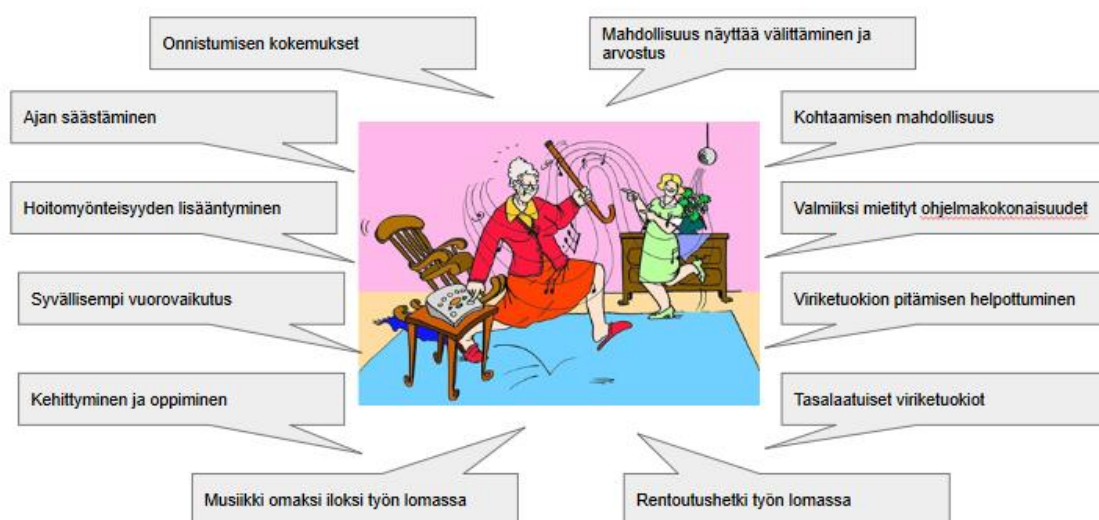 Onnistumisen kokemukset
Mahdollisuus näyttää välittäminen ja
arvostus
Ajan säästäminen
Kohtaamisen mahdollisuus
Hoitomyönteisyyden lisääntyminen
Valmiiksi mietityt ohjelmakokonaisuudet
Syvällisempi vuorovaikutus
Viriketuokion pitämisen helpottuminen
Kehittyminen ja oppiminen
Tasalaatuiset viriketuokiot
Musiikki omaksi iloksi työn lomassa
Rentoutushetki työn lomassa